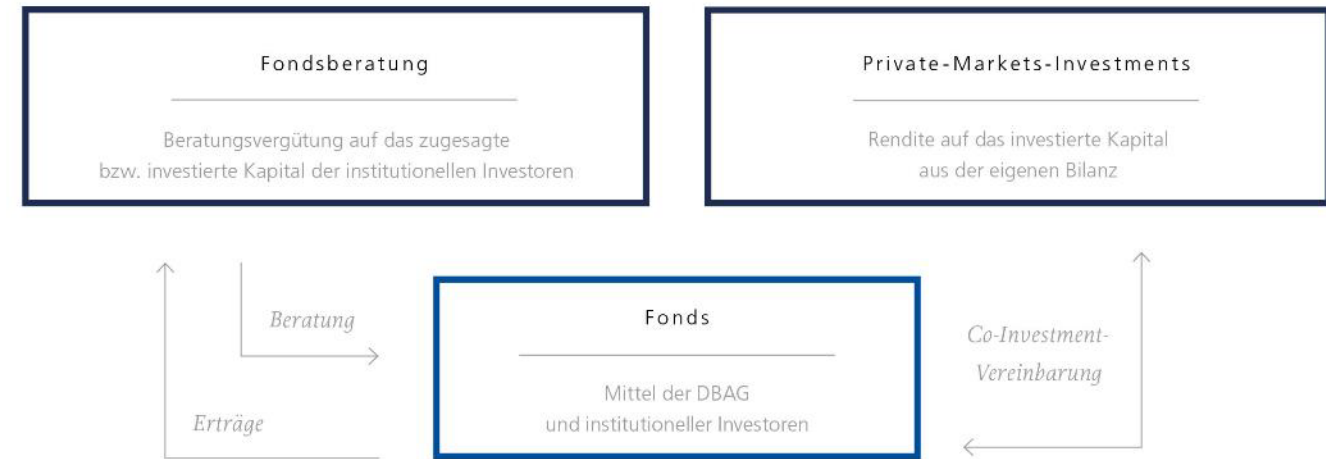 Fondsberatung
Beratungsvergütung auf das zugesagte
bzw. investierte Kapital der institutionellen Investoren
Private-Markets-Investments
Rendite auf das investierte Kapital
aus der eigenen Bilanz
Beratung
Erträge
Fonds
Mittel der DBAG
und institutioneller Investoren
Co-Investment-
Vereinbarung